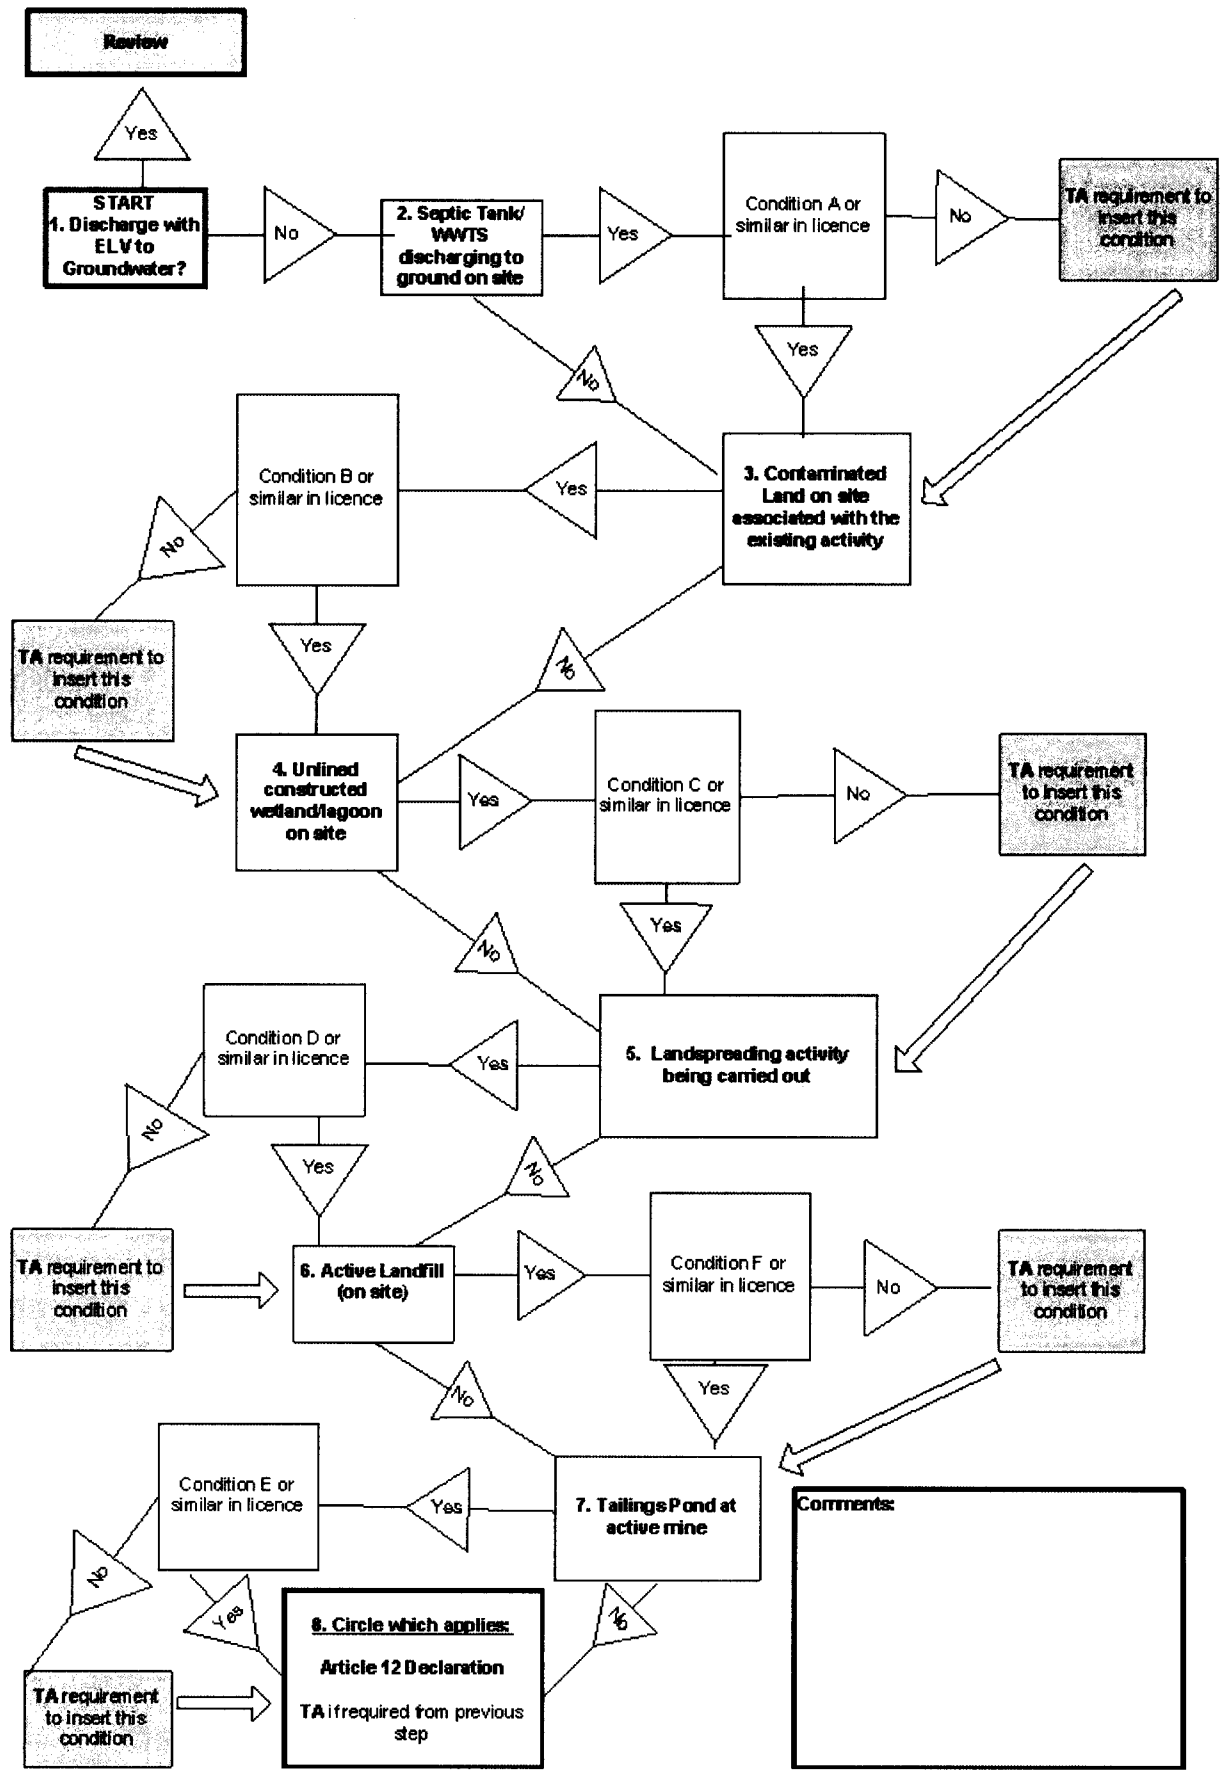 Review
Yes
START
1. Discharge with
ELV to
Groundwater?
No
2. Septic Tank/
WWTS
discharging to
ground on site
Yes
Condition A or
similar in licence
No
TA requirement to
insert this
condition
Yes
No
3. Contaminated
Land on site
associated with the
existing activity
Yes
Condition B or
similar in licence
No
TA requirement to
insert this
condition
Yes
No
4. Unlined
constructed
wetland/lagoon
on site
Yes
Condition C or
similar in licence
No
TA requirement
to insert this
condition
Yes
No
5. Landspreading activity
being carried out
Yes
Condition D or
similar in licence
No
TA requirement to
insert this
condition
Yes
No
6. Active Landfill
(on site)
Yes
Condition F or
similar in licence
No
TA requirement
to insert this
condition
Yes
No
7. Tailings Pond at
active mine
Yes
Condition E or
similar in licence
No
TA requirement
to insert this
condition
Yes
No
8. Circle which applies:
Article 12 Declaration
TA if required from previous
step
Comments: